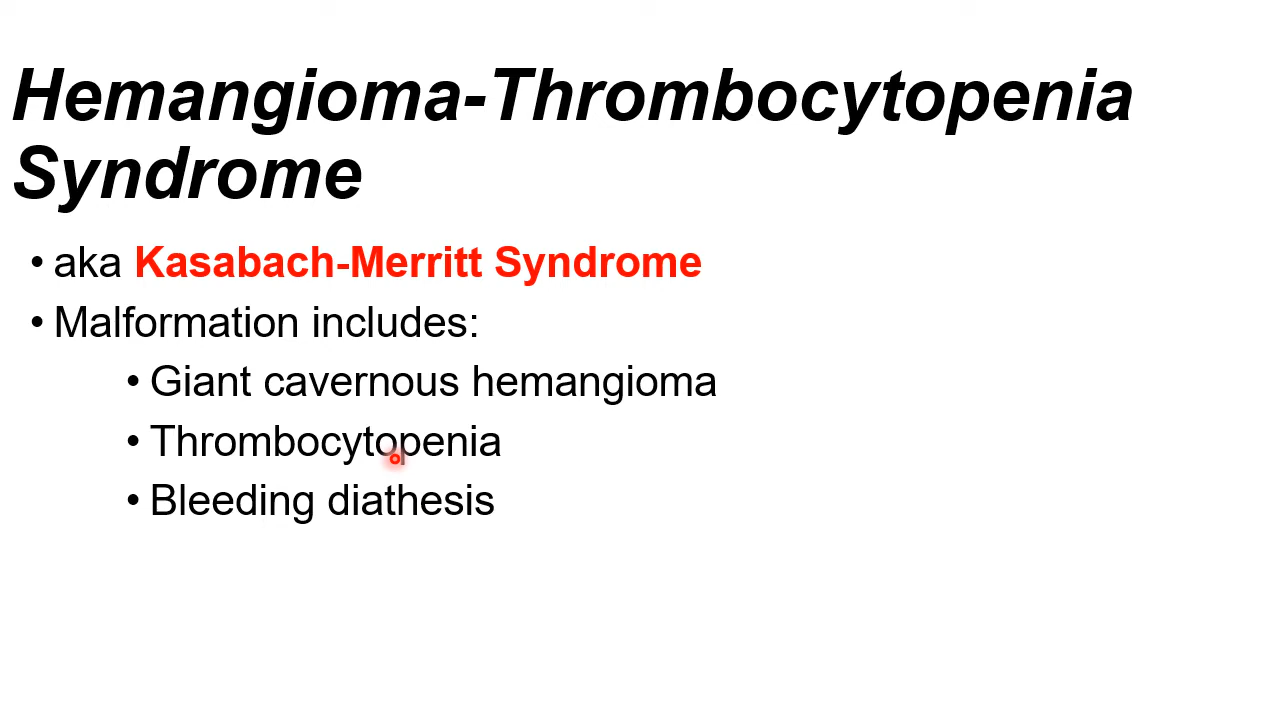 Hemangioma-Thrombocytopenia
Syndrome
• aka Kasabach-Merritt Syndrome
• Malformation includes:
• Giant cavernous hemangioma
• Thrombocytopenia
• Bleeding diathesis